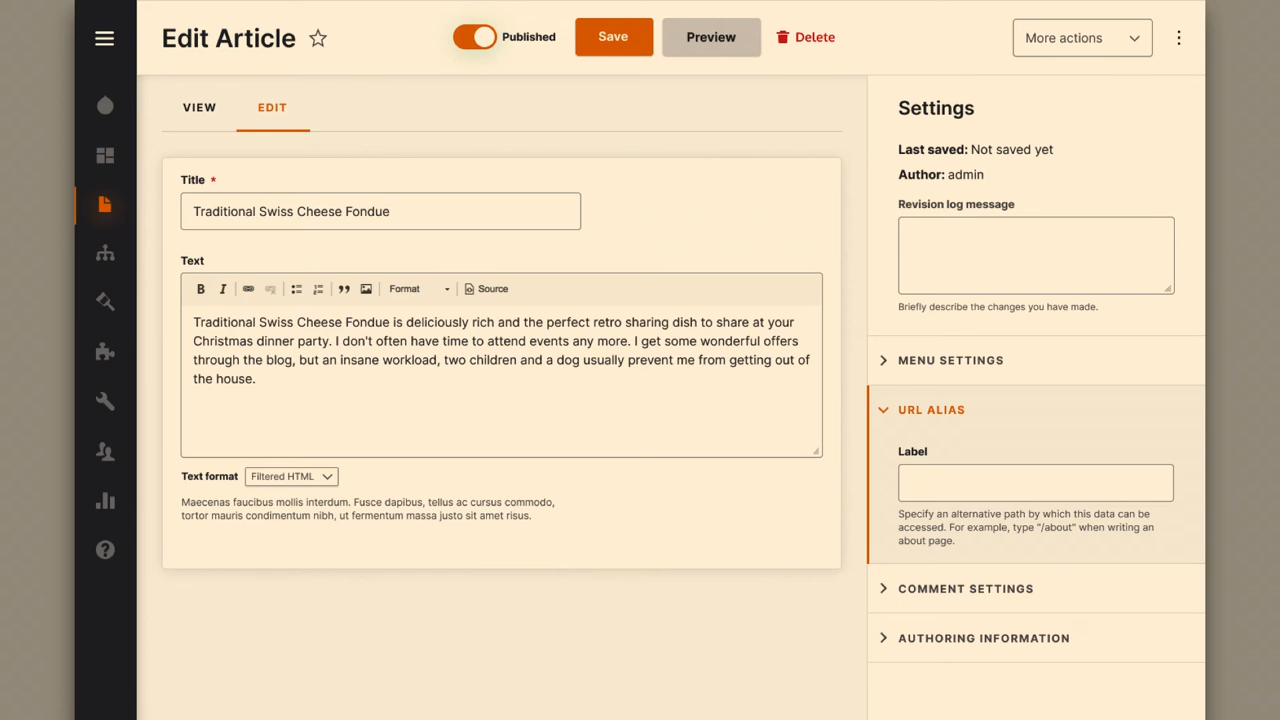 Edit Article
Published
Save
Preview
Delete
More actions
VIEW
EDIT
Title *
Traditional Swiss Cheese Fondue
Text
B I Format Source
Traditional Swiss Cheese Fondue is deliciously rich and the perfect retro sharing dish to share at your
Christmas dinner party. I don't often have time to attend events any more. I get some wonderful offers
through the blog, but an insane workload, two children and a dog usually prevent me from getting out of
the house.
Text format Filtered HTML
Maecenas faucibus mollis interdum. Fusce dapibus, tellus ac cursus commodo,
tortor mauris condimentum nibh, ut fermentum massa justo sit amet risus.
Settings
Last saved: Not saved yet
Author: admin
Revision log message
Briefly describe the changes you have made.
MENU SETTINGS
URL ALIAS
Label
Specify an alternative path by which this data can be
accessed. For example, type "/about" when writing an
about page.
COMMENT SETTINGS
AUTHORING INFORMATION